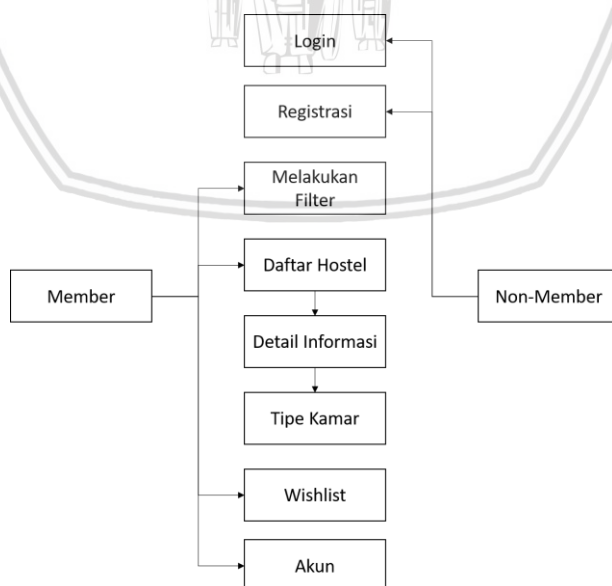 Login
Registrasi
Melakukan
Filter
Daftar Hostel
Member
Non-Member
Detail Informasi
Tipe Kamar
Wishlist
Akun